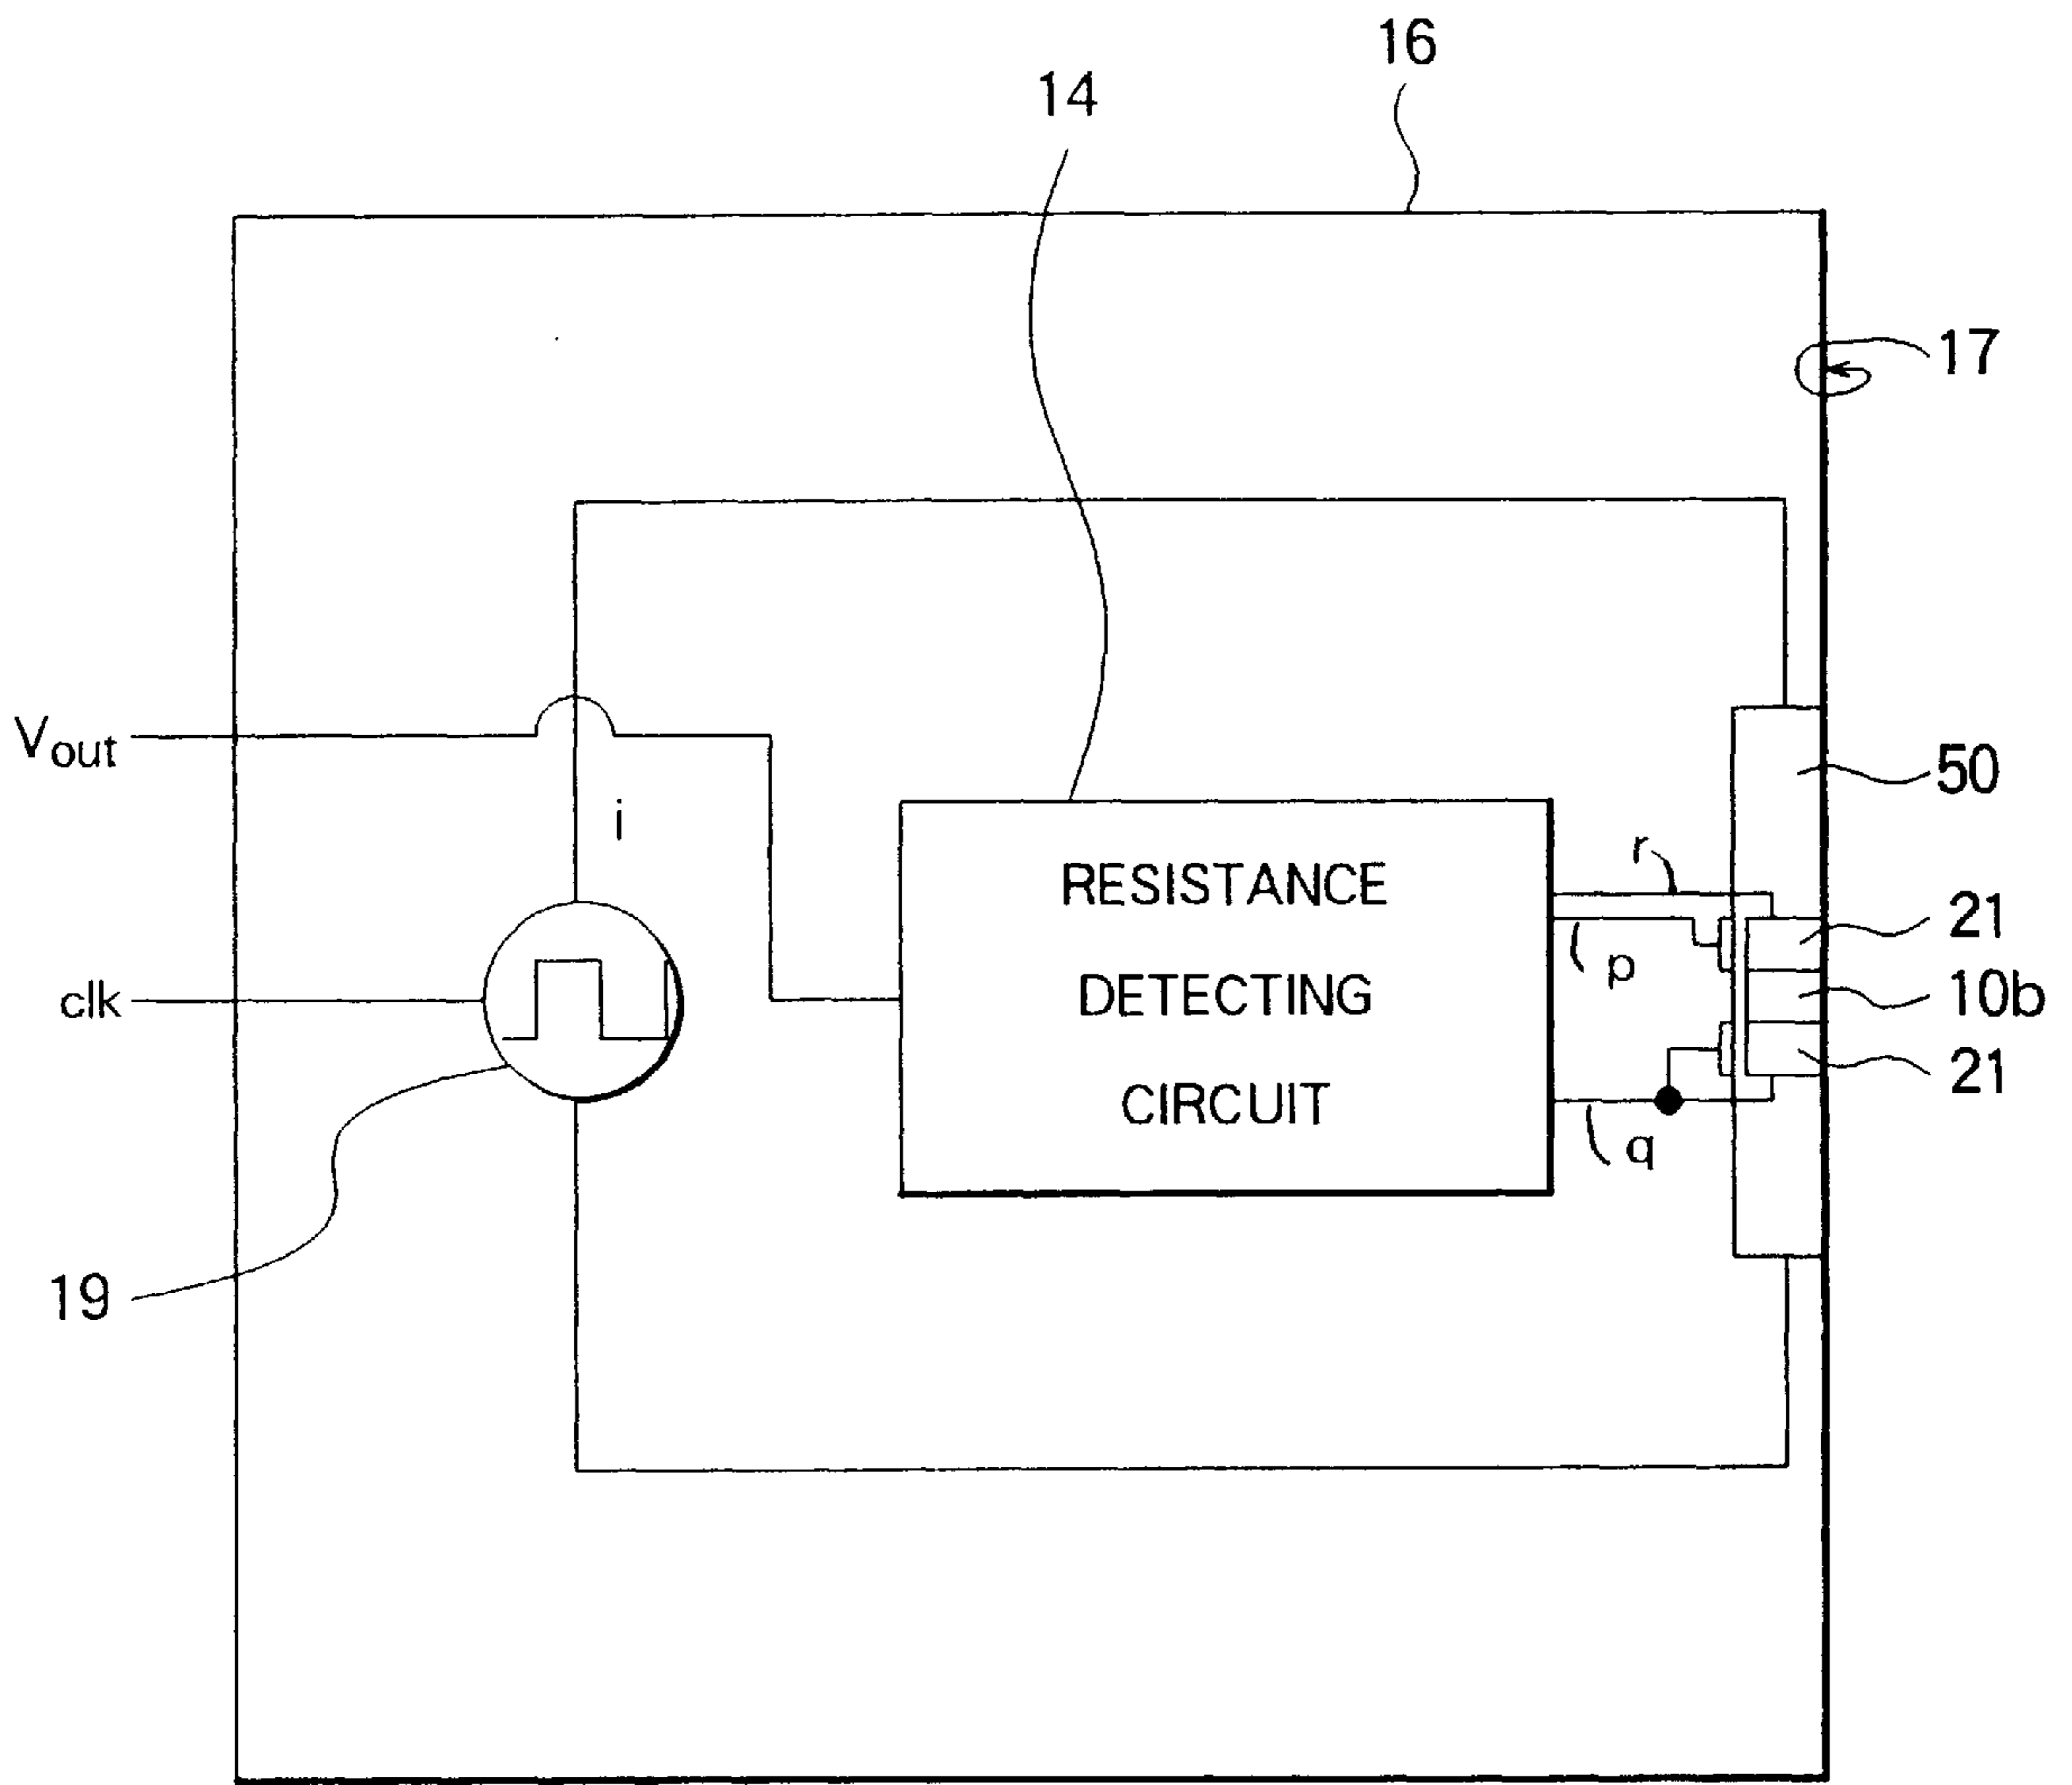 16
14
17
Vout
50
i
r
RESISTANCE
21
p
DETECTING
10b
clk
21
CIRCUIT
q
19